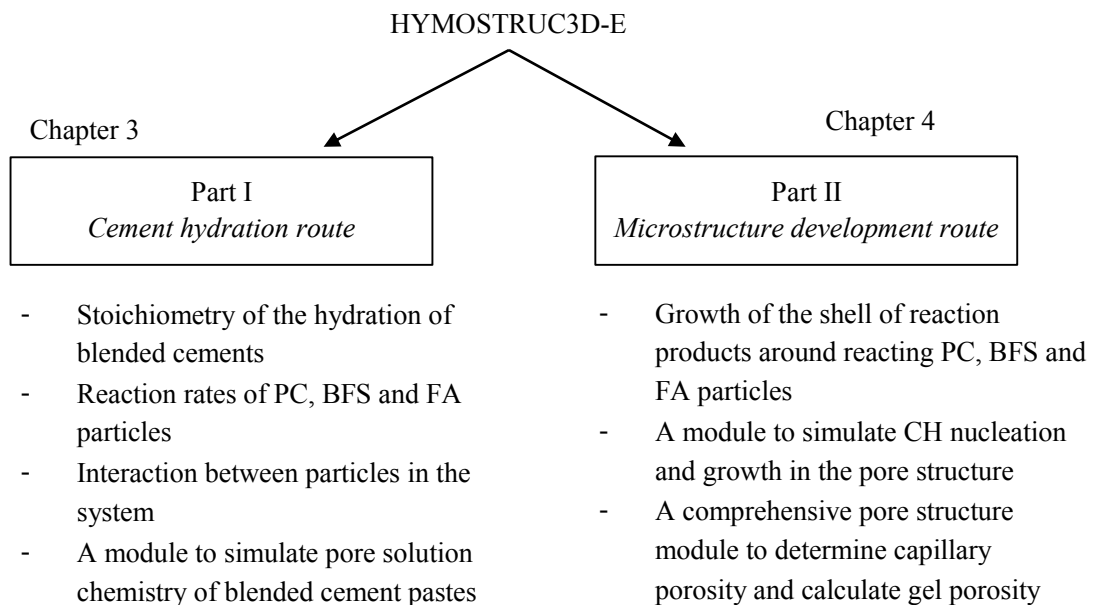 HYMOSTRUC3D-E
Chapter 3
Part I
Cement hydration route
- Stoichiometry of the hydration of
blended cements
- Reaction rates of PC, BFS and FA
particles
- Interaction between particles in the
system
- A module to simulate pore solution
chemistry of blended cement pastes
Chapter 4
Part II
Microstructure development route
- Growth of the shell of reaction
products around reacting PC, BFS and
FA particles
- A module to simulate CH nucleation
and growth in the pore structure
- A comprehensive pore structure
module to determine capillary
porosity and calculate gel porosity